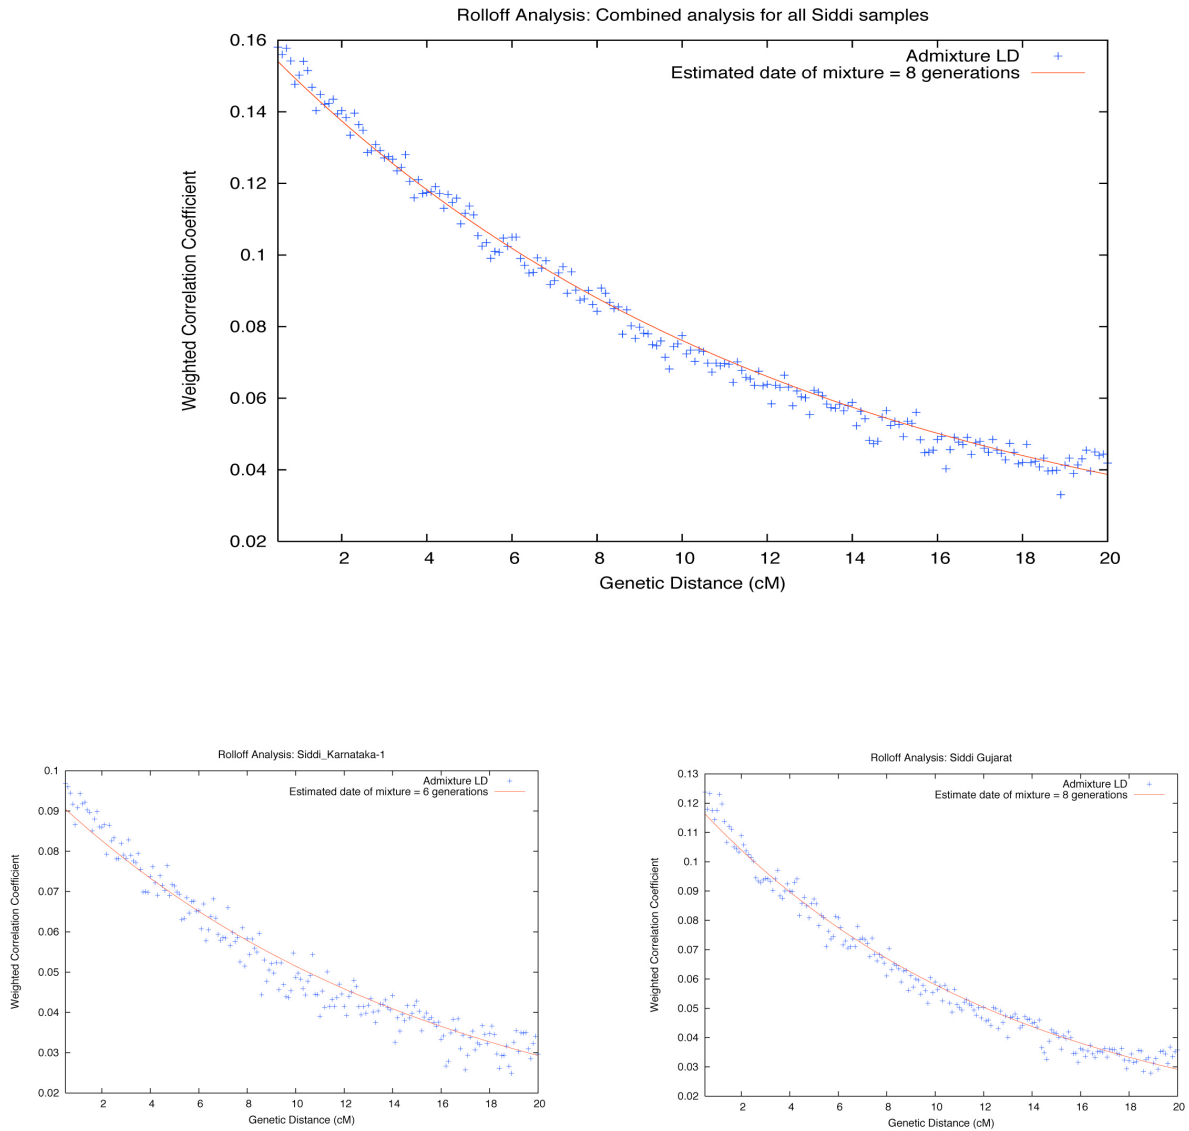 Rolloff Analysis: Combined analysis for all Siddi samples
0.16
0.14
0.12
0.1
0.08
0.06
0.04
0.02
Weighted Correlation Coefficient
Admixture LD
Estimated date of mixture = 8 generations
2 4 6 8 10 12 14 16 18 20
Genetic Distance (cM)
Rolloff Analysis: Siddi_Karnataka-1
0.1
0.09
0.08
0.07
0.06
0.05
0.04
0.03
0.02
Weighted Correlation Coefficient
Admixture LD
Estimated date of mixture = 6 generations
2 4 6 8 10 12 14 16 18 20
Genetic Distance (cM)
Rolloff Analysis: Siddi Gujarat
0.13
0.12
0.11
0.1
0.09
0.08
0.07
0.06
0.05
0.04
0.03
0.02
Weighted Correlation Coefficient
Admixture LD
Estimate date of mixture = 8 generations
2 4 6 8 10 12 14 16 18 20
Genetic Distance (cM)